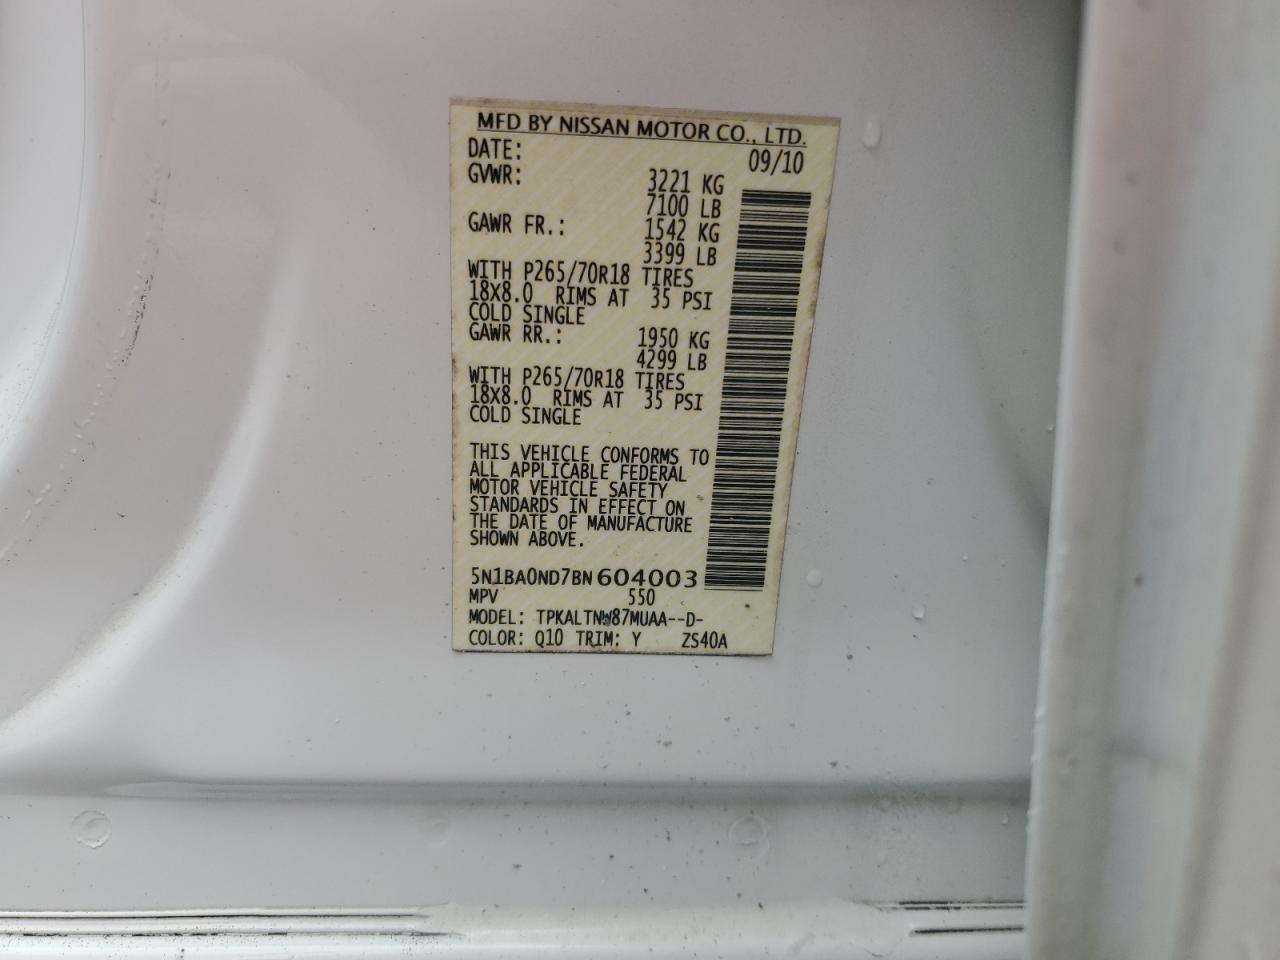 MFD BY NISSAN MOTOR CO., LTD.
DATE: 09/10
GVWR: 3221 KG
7100 LB
GAWR FR.: 1542 KG
3399 LB
WITH P265/70R18 TIRES
18X8.0 RIMS AT 35 PSI
COLD SINGLE
GAWR RR.: 1950 KG
4299 LB
WITH P265/70R18 TIRES
18X8.0 RIMS AT 35 PSI
COLD SINGLE
THIS VEHICLE CONFORMS TO
ALL APPLICABLE FEDERAL
MOTOR VEHICLE SAFETY
STANDARDS IN EFFECT ON
THE DATE OF MANUFACTURE
SHOWN ABOVE.
5N1BA0ND7BN604003
MPV 550
MODEL: TPKALTNW87MUAA--D-
COLOR: Q10 TRIM: Y ZS40A